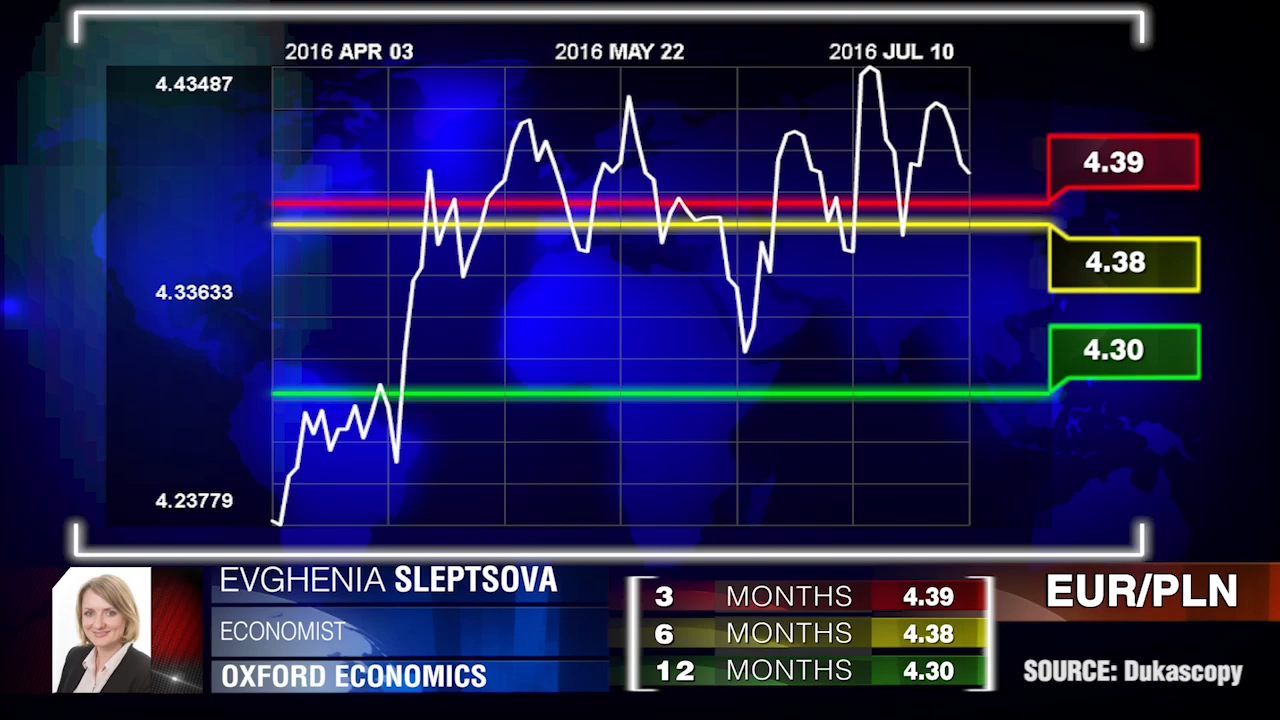 2016 APR 03 2016 MAY 22 2016 JUL 10
4.43487
4.39
4.38
4.33633
4.30
4.23779
EVGHENIA SLEPTSOVA
ECONOMIST
OXFORD ECONOMICS
3 MONTHS 4.39
6 MONTHS 4.38
12 MONTHS 4.30
EUR/PLN
SOURCE: Dukascopy